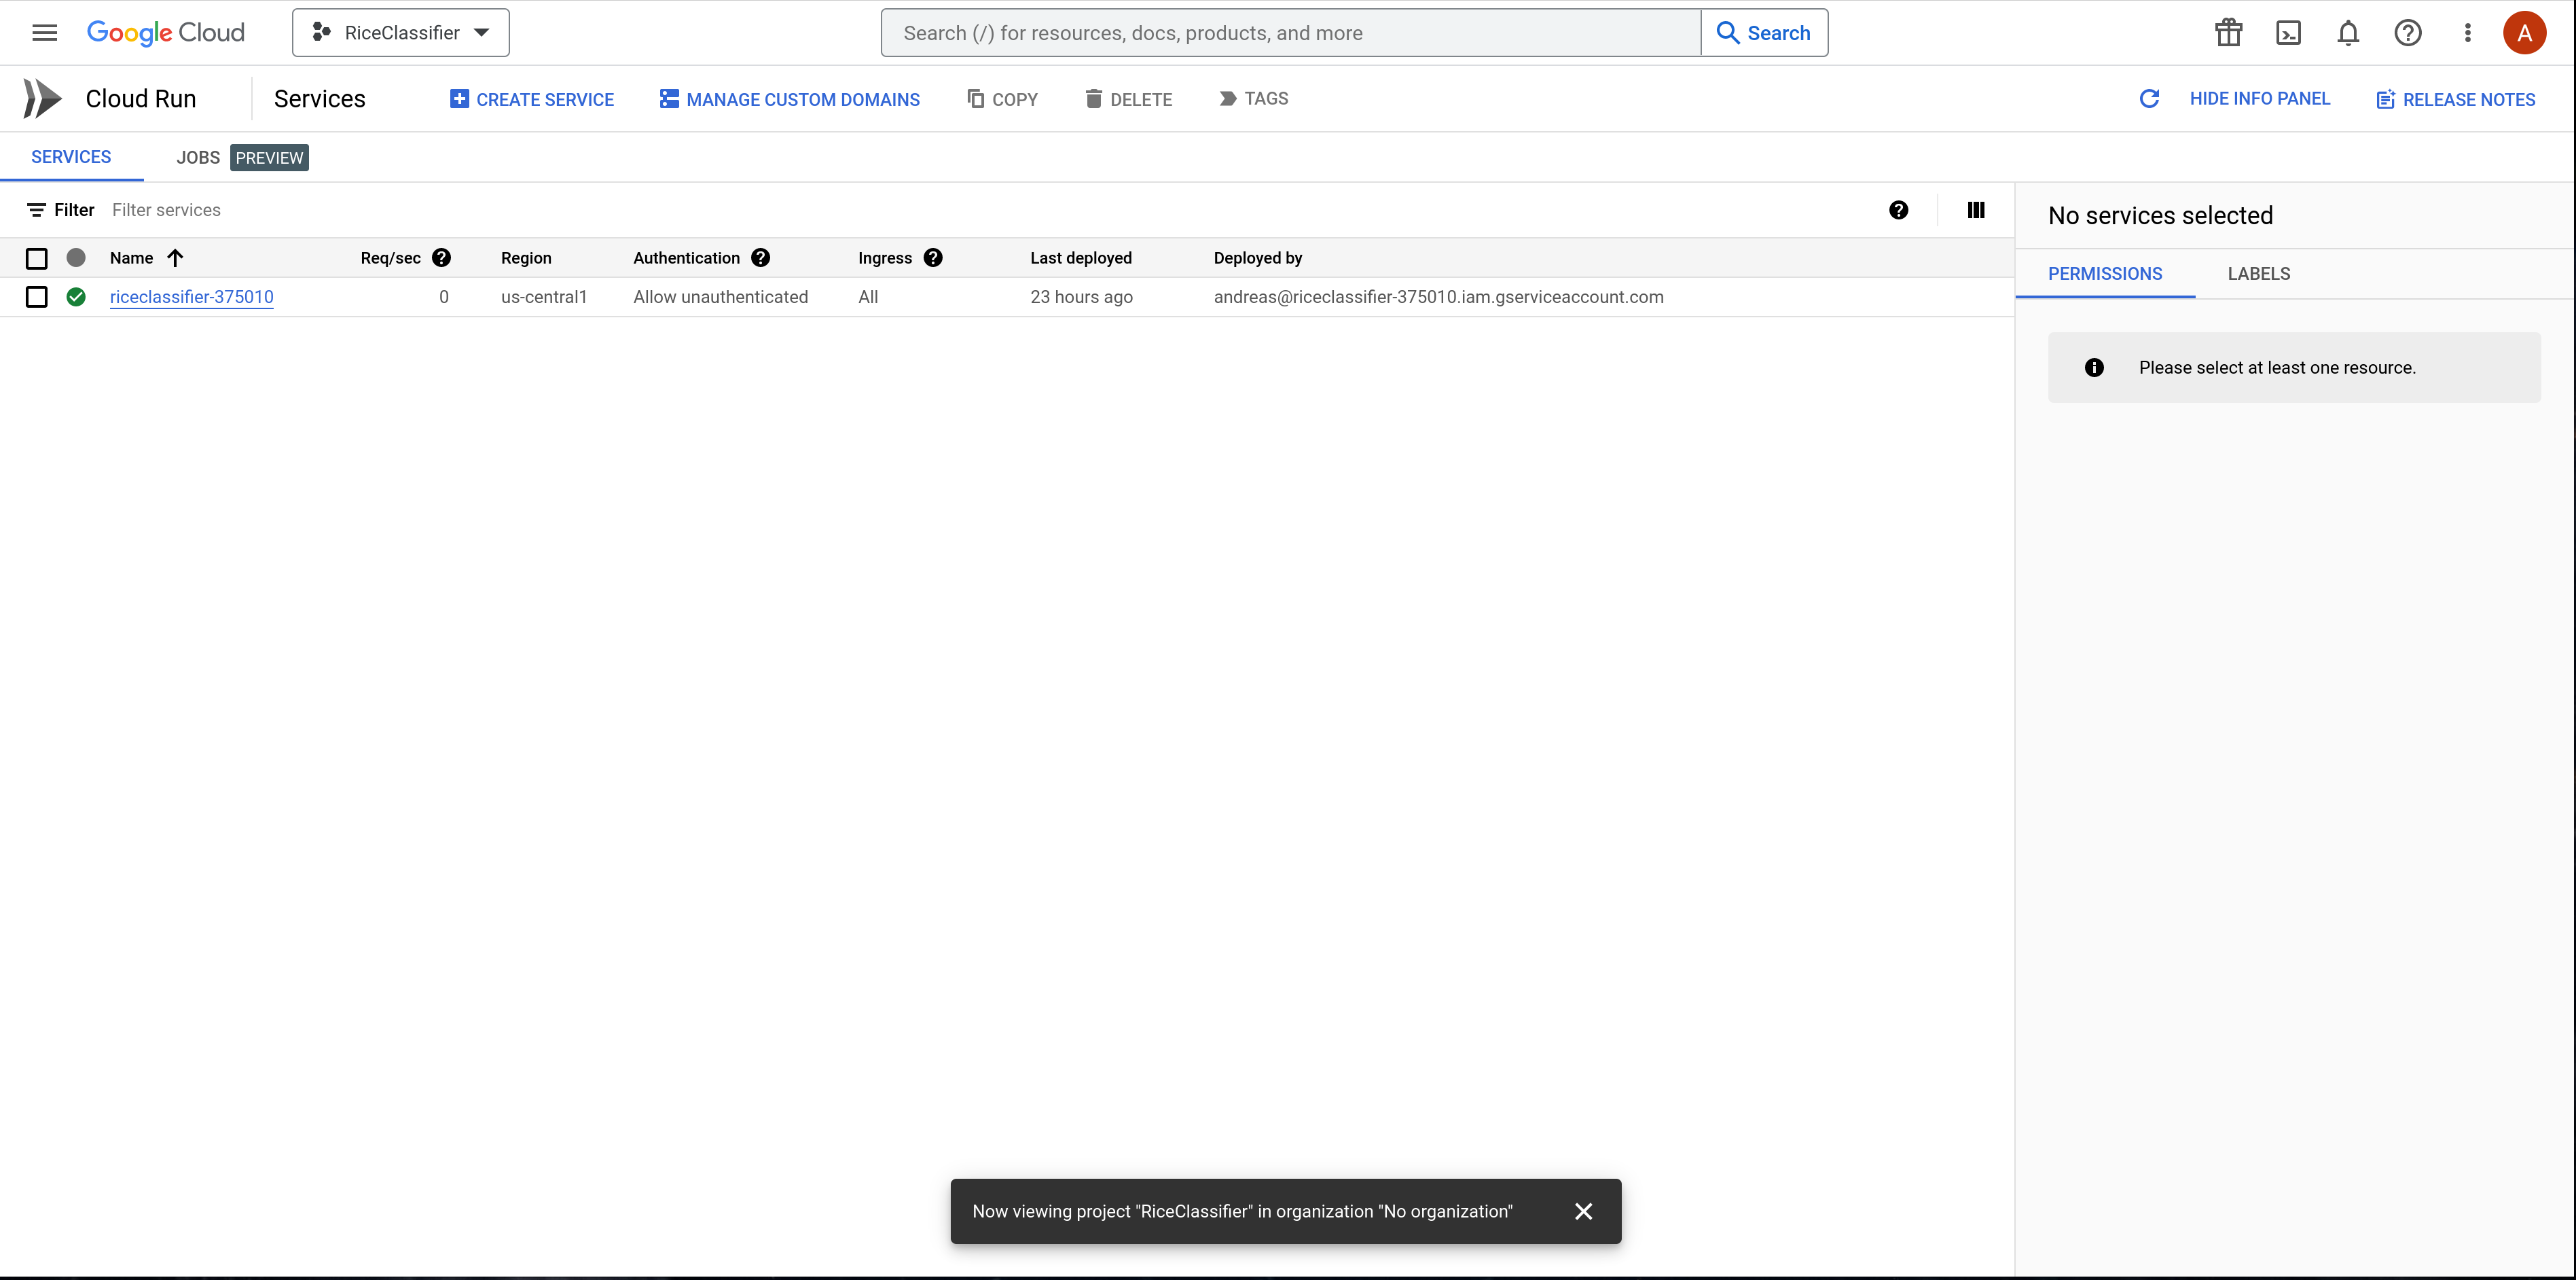 Google Cloud RiceClassifier Search (/) for resources, docs, products, and more Search A
Cloud Run Services CREATE SERVICE MANAGE CUSTOM DOMAINS COPY DELETE TAGS HIDE INFO PANEL RELEASE NOTES
SERVICES JOBS PREVIEW
Filter Filter services
No services selected
Name Req/sec Region Authentication Ingress Last deployed Deployed by
PERMISSIONS LABELS
riceclassifier-375010 0 us-central1 Allow unauthenticated All 23 hours ago andreas@riceclassifier-375010.iam.gserviceaccount.com
Please select at least one resource.
Now viewing project "RiceClassifier" in organization "No organization"